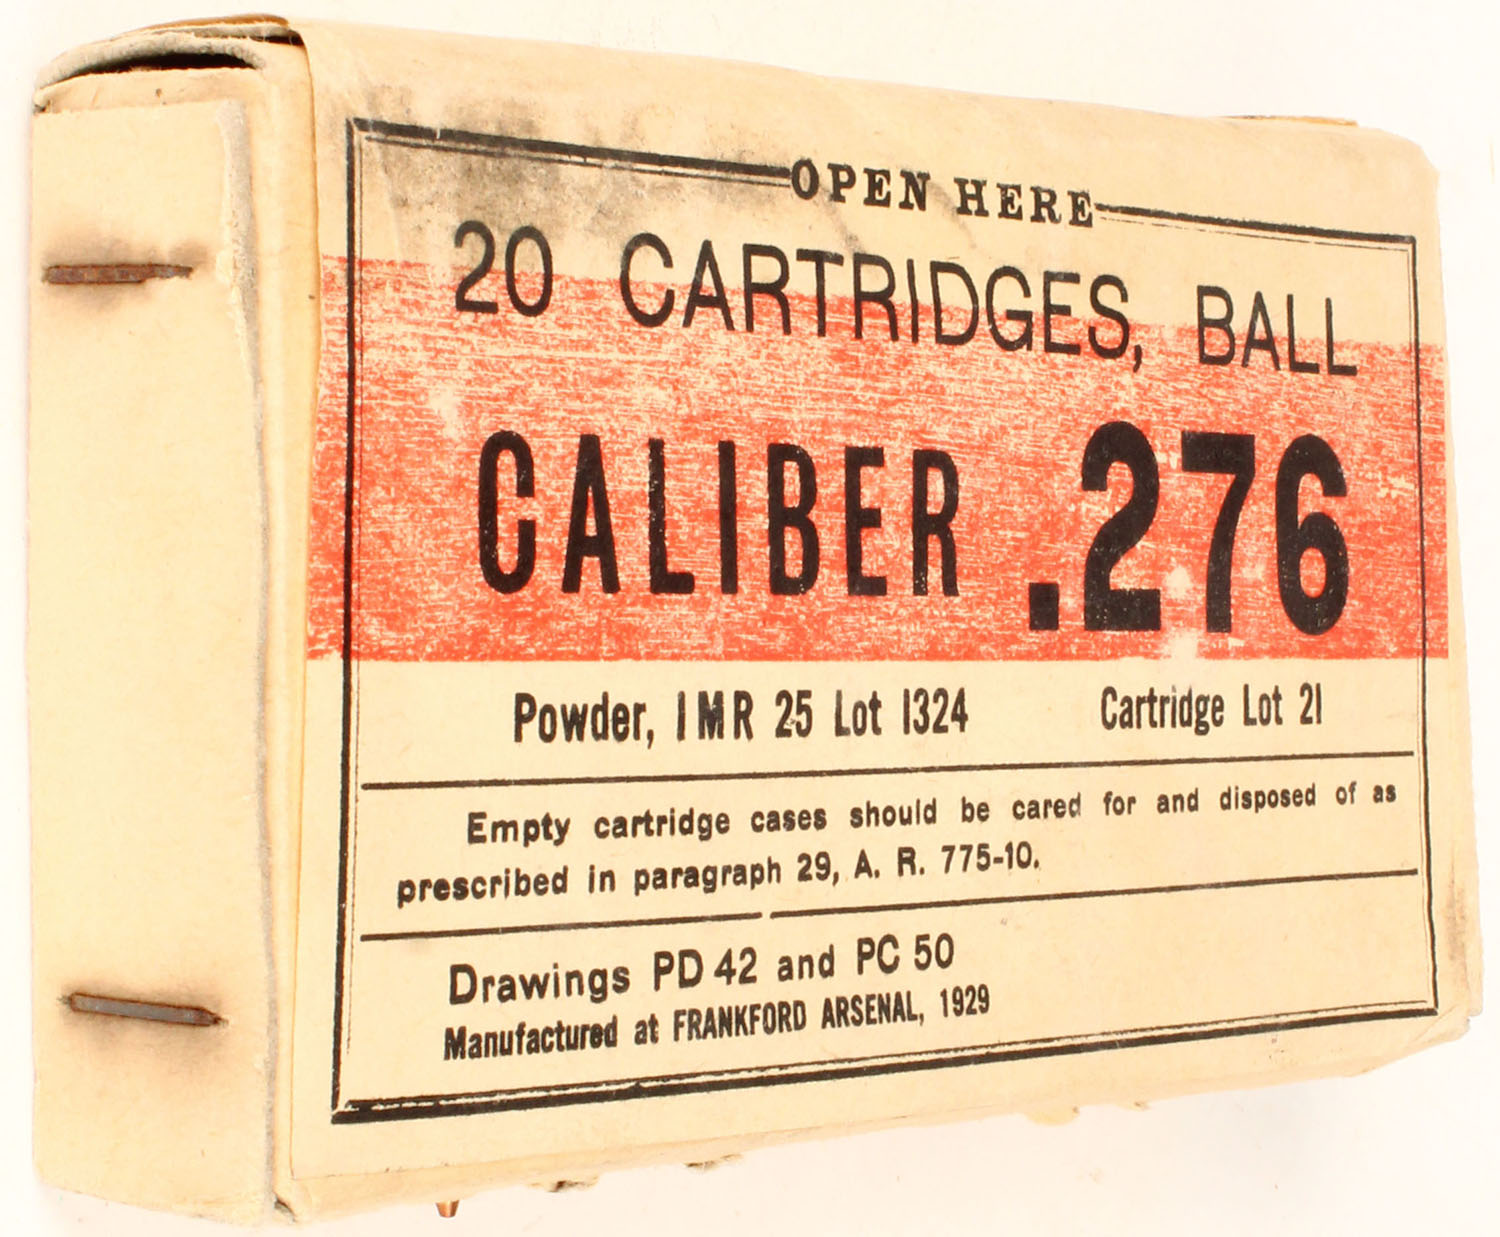 OPEN HERE
20 CARTRIDGES, BALL
CALIBER .276
Powder, IMR 25 Lot 1324 Cartridge Lot 21
Empty cartridge cases should be cared for and disposed of as
prescribed in paragraph 29, A. R. 775-10.
Drawings PD 42 and PC 50
Manufactured at FRANKFORD ARSENAL, 1929